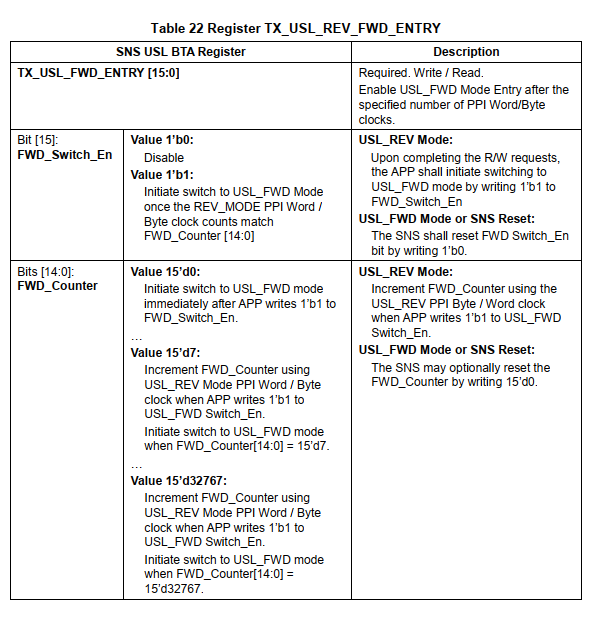 Table 22 Register TX_USL_REV_FWD_ENTRY
SNS USL BTA Register
Description
TX_USL_FWD_ENTRY [15:0]
Required. Write / Read.
Enable USL_FWD Mode Entry after the
specified number of PPI Word/Byte
clocks.
Bit [15]:
FWD_Switch_En
Value 1’b0:
Disable
Value 1’b1:
Initiate switch to USL_FWD Mode
once the REV_MODE PPI Word /
Byte clock counts match
FWD_Counter [14:0]
USL_REV Mode:
Upon completing the R/W requests,
the APP shall initiate switching to
USL_FWD mode by writing 1’b1 to
FWD_Switch_En
USL_FWD Mode or SNS Reset:
The SNS shall reset FWD Switch_En
bit by writing 1’b0.
Bits [14:0]:
FWD_Counter
Value 15’d0:
Initiate switch to USL_FWD mode
immediately after APP writes 1’b1 to
FWD_Switch_En.
…
Value 15’d7:
Increment FWD_Counter using
USL_REV Mode PPI Word / Byte
clock when APP writes 1’b1 to
USL_FWD Switch_En.
Initiate switch to USL_FWD mode
when FWD_Counter[14:0] = 15’d7.
…
Value 15’d32767:
Increment FWD_Counter using
USL_REV Mode PPI Word / Byte
clock when APP writes 1’b1 to
USL_FWD Switch_En.
Initiate switch to USL_FWD mode
when FWD_Counter[14:0] =
15’d32767.
USL_REV Mode:
Increment FWD_Counter using the
USL_REV PPI Byte / Word clock
when APP writes 1’b1 to USL_FWD
Switch_En.
USL_FWD Mode or SNS Reset:
The SNS may optionally reset the
FWD_Counter by writing 15’d0.